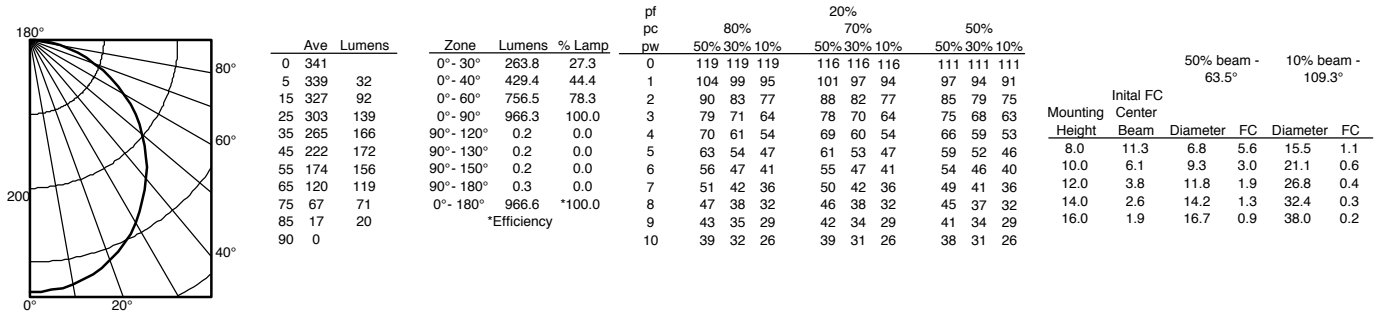 180°
80°
60°
200
40°
0° 20°
Ave Lumens
0 341
5 339 32
15 327 92
25 303 139
35 265 166
45 222 172
55 174 156
65 120 119
75 67 71
85 17 20
90 0
Zone Lumens % Lamp
0°- 30° 263.8 27.3
0°- 40° 429.4 44.4
0°- 60° 756.5 78.3
0°- 90° 966.3 100.0
90°- 120° 0.2 0.0
90°- 130° 0.2 0.0
90°- 150° 0.2 0.0
90°- 180° 0.3 0.0
0°- 180° 966.6 *100.0
*Efficiency
pf 20%
pc 80% 70% 50%
pw 50% 30% 10% 50% 30% 10% 50% 30% 10%
0 119 119 119 116 116 116 111 111 111
1 104 99 95 101 97 94 97 94 91
2 90 83 77 88 82 77 85 79 75
3 79 71 64 78 70 64 75 68 63
4 70 61 54 69 60 54 66 59 53
5 63 54 47 61 53 47 59 52 46
6 56 47 41 55 47 41 54 46 40
7 51 42 36 50 42 36 49 41 36
8 47 38 32 46 38 32 45 37 32
9 43 35 29 42 34 29 41 34 29
10 39 32 26 39 31 26 38 31 26
50% beam - 10% beam -
63.5° 109.3°
Inital FC
Mounting Center
Height Beam Diameter FC Diameter FC
8.0 11.3 6.8 5.6 15.5 1.1
10.0 6.1 9.3 3.0 21.1 0.6
12.0 3.8 11.8 1.9 26.8 0.4
14.0 2.6 14.2 1.3 32.4 0.3
16.0 1.9 16.7 0.9 38.0 0.2